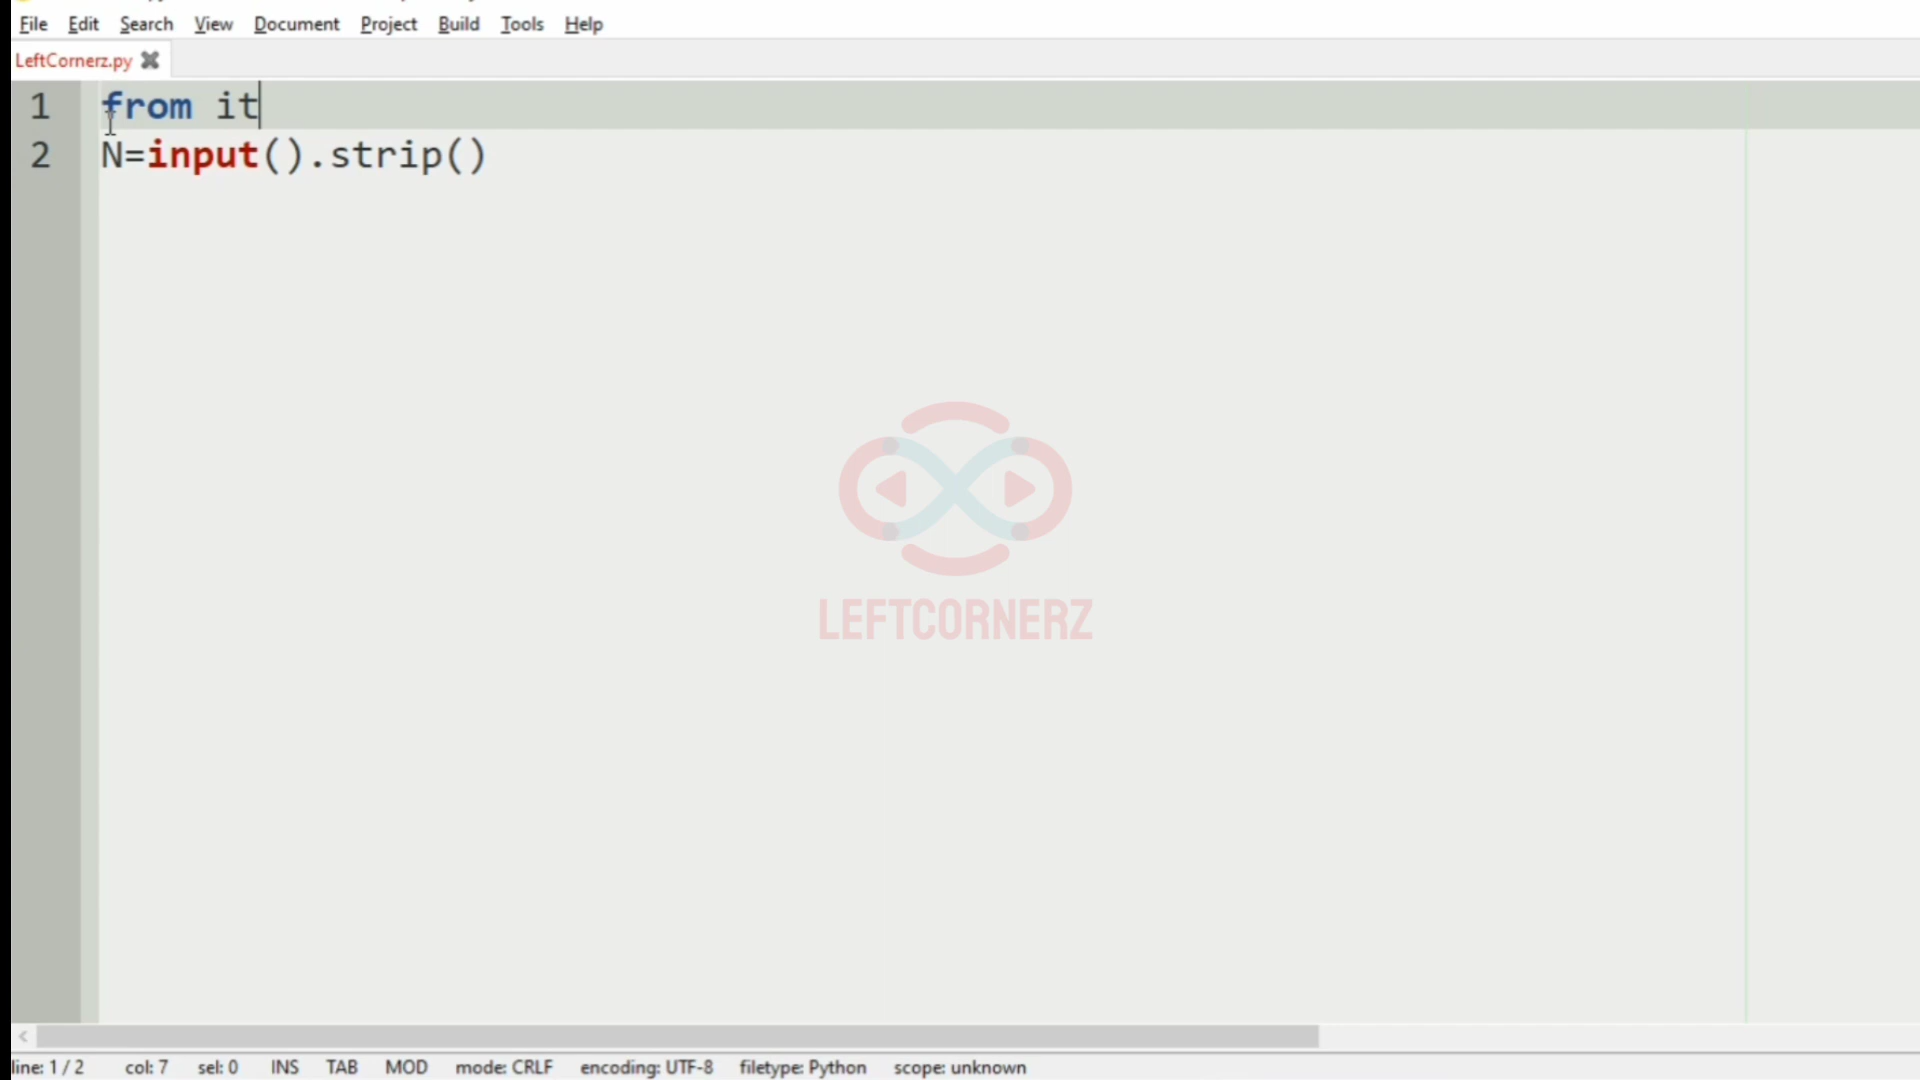 File Edit Search View Document Project Build Tools Help
LeftCornerz.py
1 from it
2 N=input().strip()
LEFTCORNERZ
line: 1 / 2 col: 7 sel: 0 INS TAB MOD mode: CRLF encoding: UTF-8 filetype: Python scope: unknown